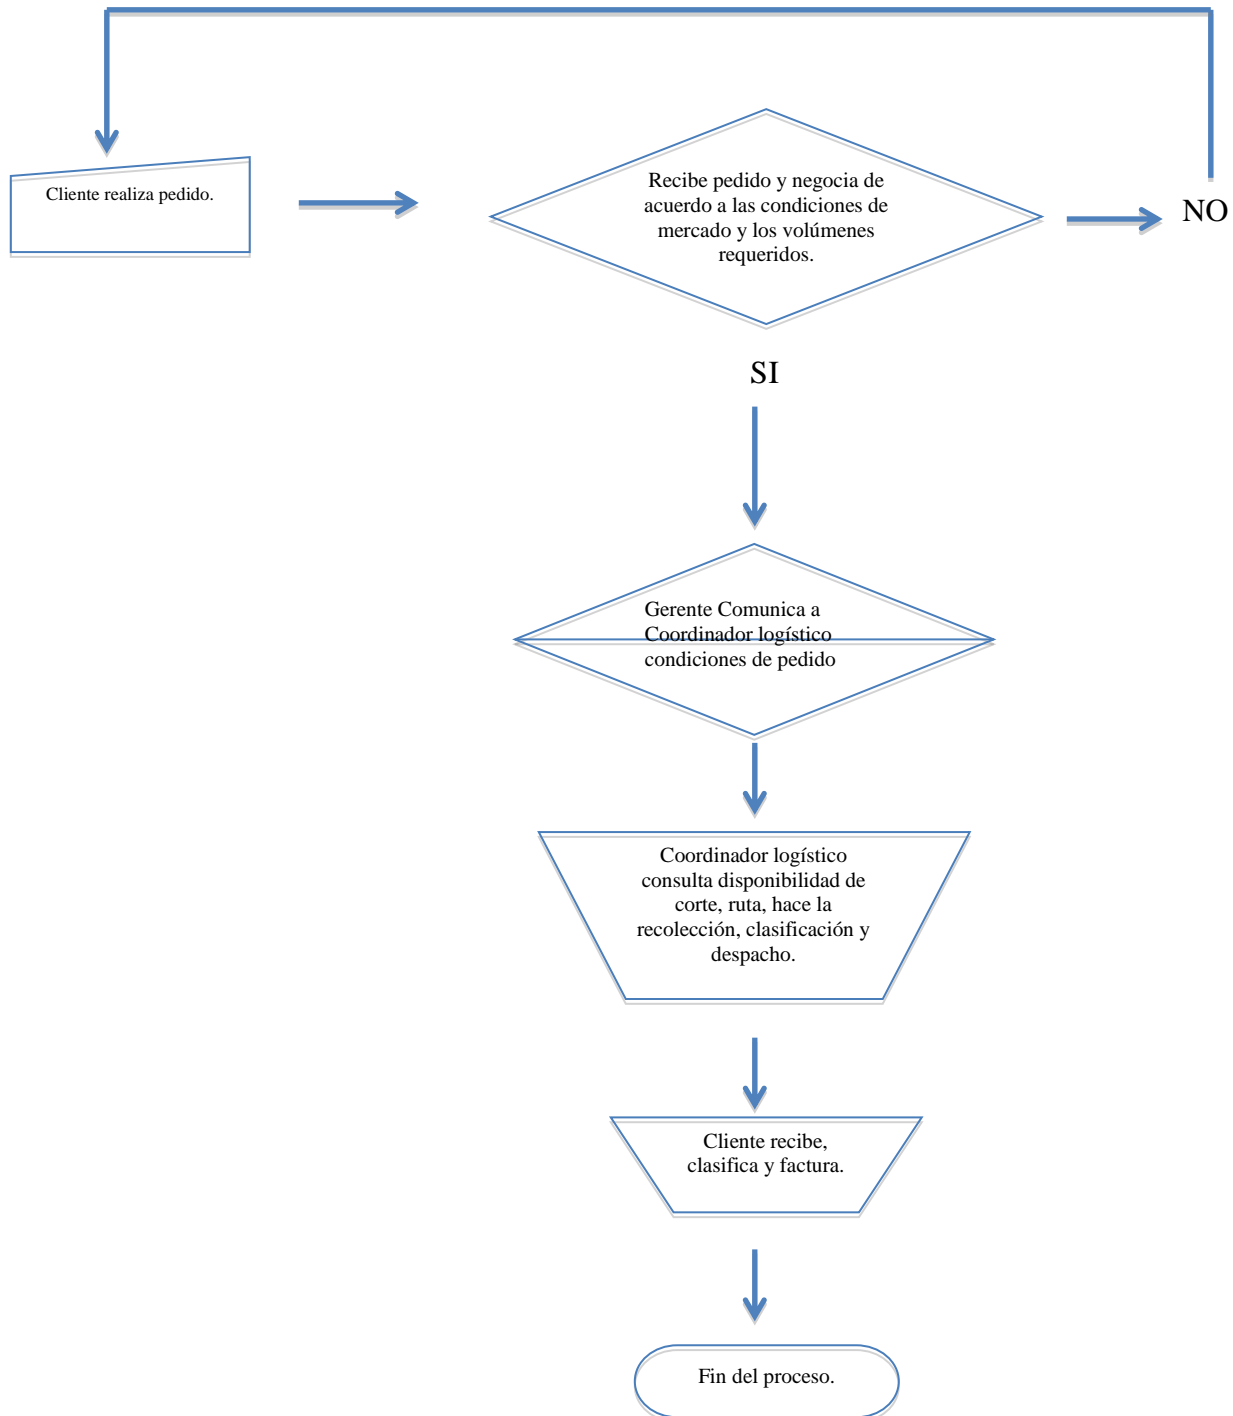 Cliente realiza pedido.
Recibe pedido y negocia de
acuerdo a las condiciones de
mercado y los volúmenes
requeridos.
NO
SI
Gerente Comunica a
Coordinador logístico
condiciones de pedido
Coordinador logístico
consulta disponibilidad de
corte, ruta, hace la
recolección, clasificación y
despacho.
Cliente recibe,
clasifica y factura.
Fin del proceso.